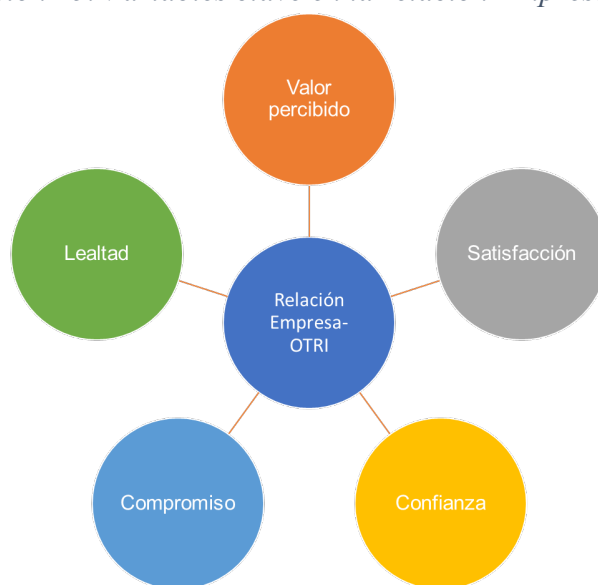 Valor
percibido
Lealtad
Satisfacción
Relación
Empresa-
OTRI
Compromiso
Confianza